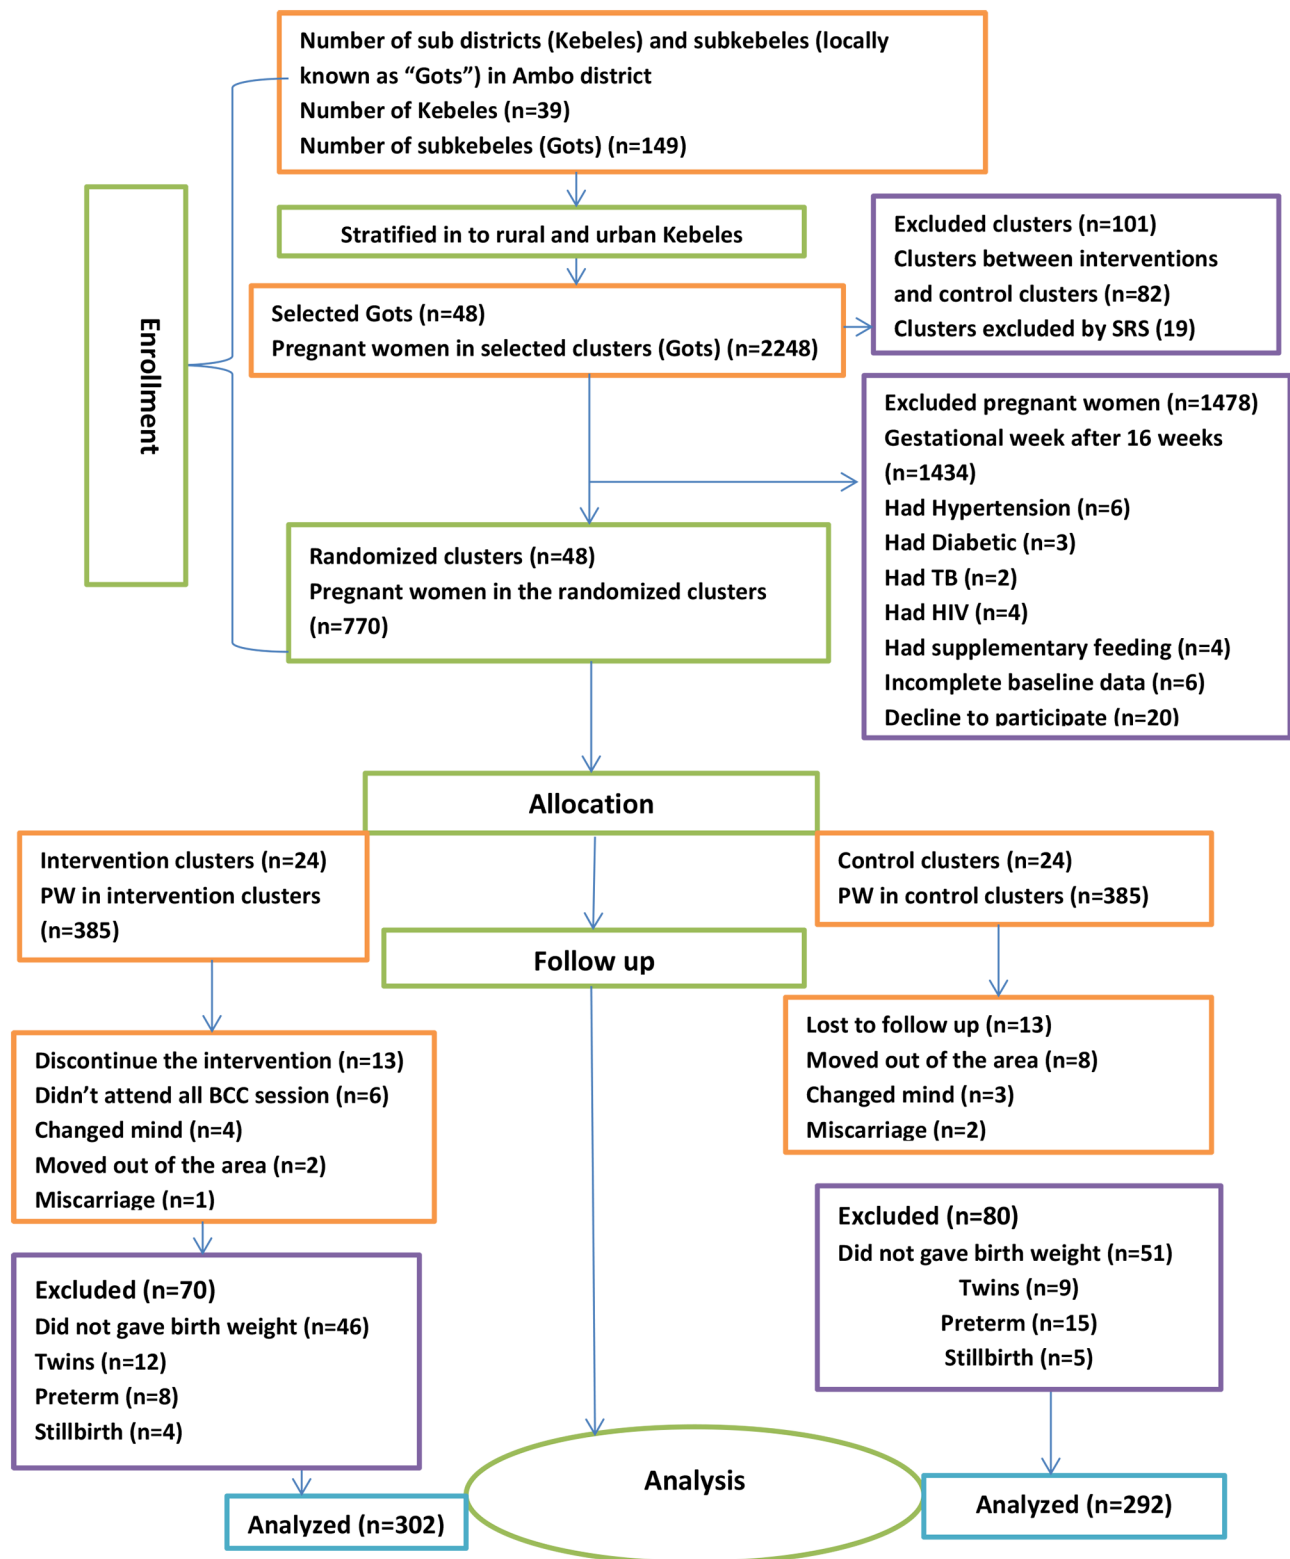 Number of sub districts (Kebeles) and subkebeles (locally
known as “Gots”) in Ambo district
Number of Kebeles (n=39)
Number of subkebeles (Gots) (n=149)
Stratified in to rural and urban Kebeles
Excluded clusters (n=101)
Clusters between interventions
and control clusters (n=82)
Clusters excluded by SRS (19)
Selected Gots (n=48)
Pregnant women in selected clusters (Gots) (n=2248)
Enrollment
Excluded pregnant women (n=1478)
Gestational week after 16 weeks
(n=1434)
Had Hypertension (n=6)
Had Diabetic (n=3)
Had TB (n=2)
Had HIV (n=4)
Had supplementary feeding (n=4)
Incomplete baseline data (n=6)
Decline to participate (n=20)
Randomized clusters (n=48)
Pregnant women in the randomized clusters
(n=770)
Allocation
Intervention clusters (n=24)
PW in intervention clusters
(n=385)
Control clusters (n=24)
PW in control clusters (n=385)
Follow up
Discontinue the intervention (n=13)
Didn’t attend all BCC session (n=6)
Changed mind (n=4)
Moved out of the area (n=2)
Miscarriage (n=1)
Lost to follow up (n=13)
Moved out of the area (n=8)
Changed mind (n=3)
Miscarriage (n=2)
Excluded (n=70)
Did not gave birth weight (n=46)
Twins (n=12)
Preterm (n=8)
Stillbirth (n=4)
Excluded (n=80)
Did not gave birth weight (n=51)
Twins (n=9)
Preterm (n=15)
Stillbirth (n=5)
Analysis
Analyzed (n=302)
Analyzed (n=292)